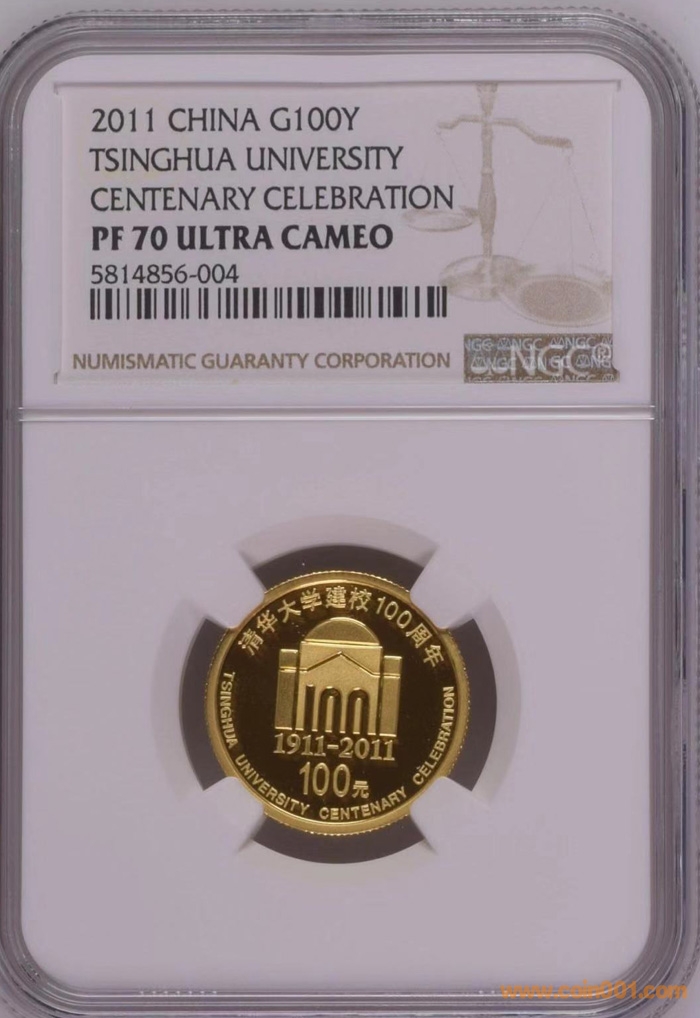 2011 CHINA G100Y
TSINGHUA UNIVERSITY
CENTENARY CELEBRATION
PF 70 ULTRA CAMEO
5814856-004
NUMISMATIC GUARANTY CORPORATION
NGC®
清华大学建校100周年
100
1911-2011
100元
TSINGHUA UNIVERSITY CENTENARY CELEBRATION
www.coin001.com